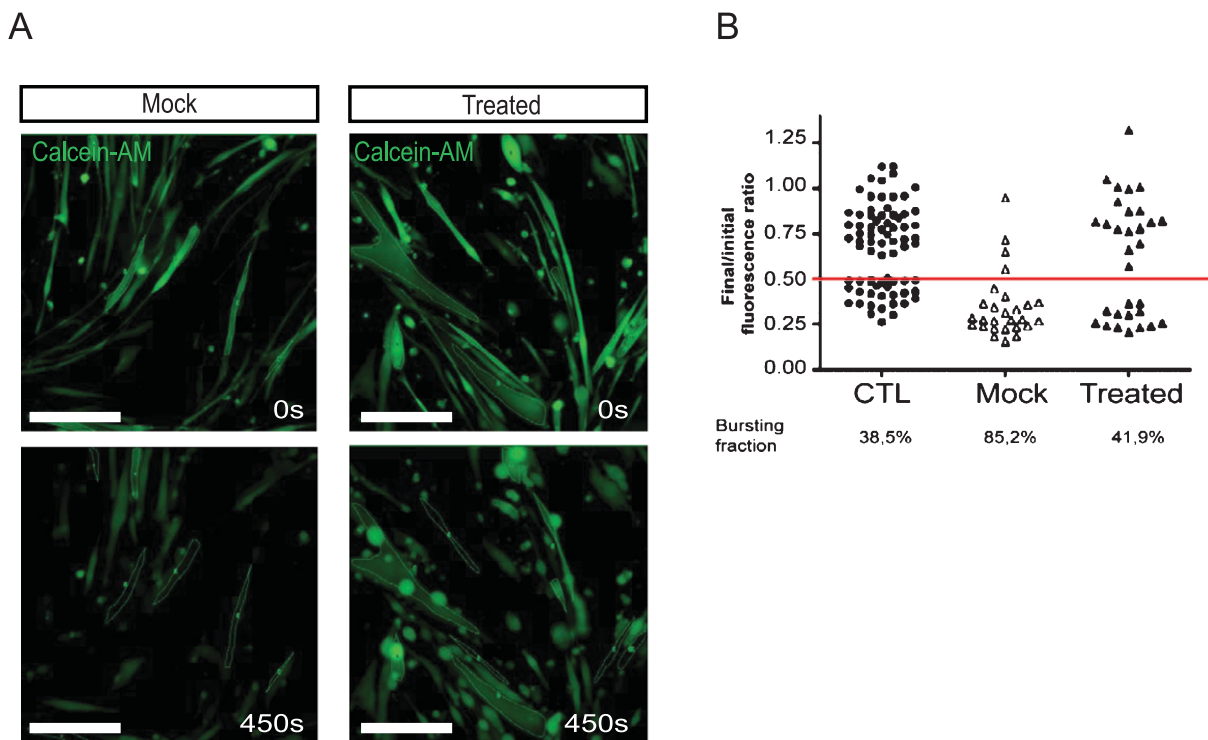 A
Mock
Treated
Calcein-AM
Calcein-AM
0s
0s
450s
450s
B
Final/initial
fluorescence ratio
1.25
1.00
0.75
0.50
0.25
0.00
CTL Mock Treated
Bursting
fraction
38,5% 85,2% 41,9%